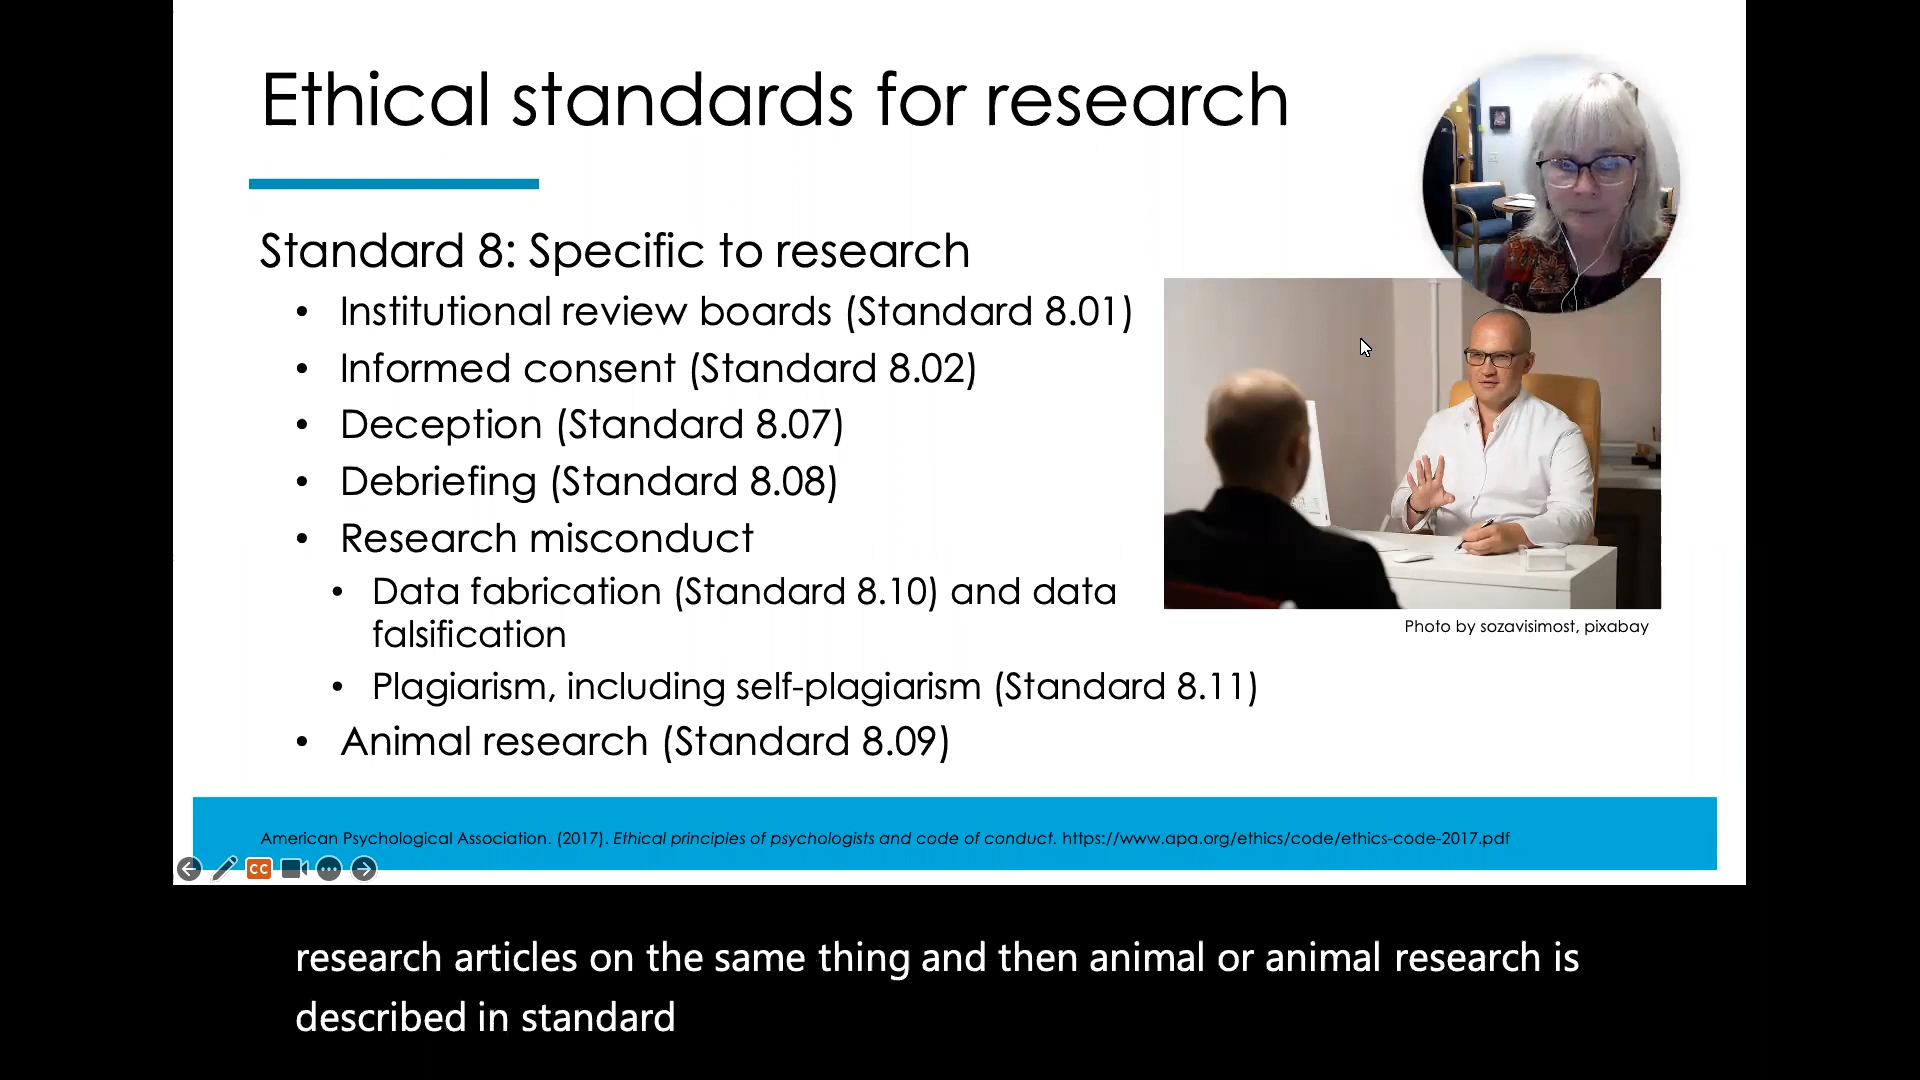 Ethical standards for research
Standard 8: Specific to research
• Institutional review boards (Standard 8.01)
• Informed consent (Standard 8.02)
• Deception (Standard 8.07)
• Debriefing (Standard 8.08)
• Research misconduct
• Data fabrication (Standard 8.10) and data
falsification
• Plagiarism, including self-plagiarism (Standard 8.11)
• Animal research (Standard 8.09)
Photo by sozavisimost, pixabay
American Psychological Association. (2017). Ethical principles of psychologists and code of conduct. https://www.apa.org/ethics/code/ethics-code-2017.pdf
CC
research articles on the same thing and then animal or animal research is
described in standard